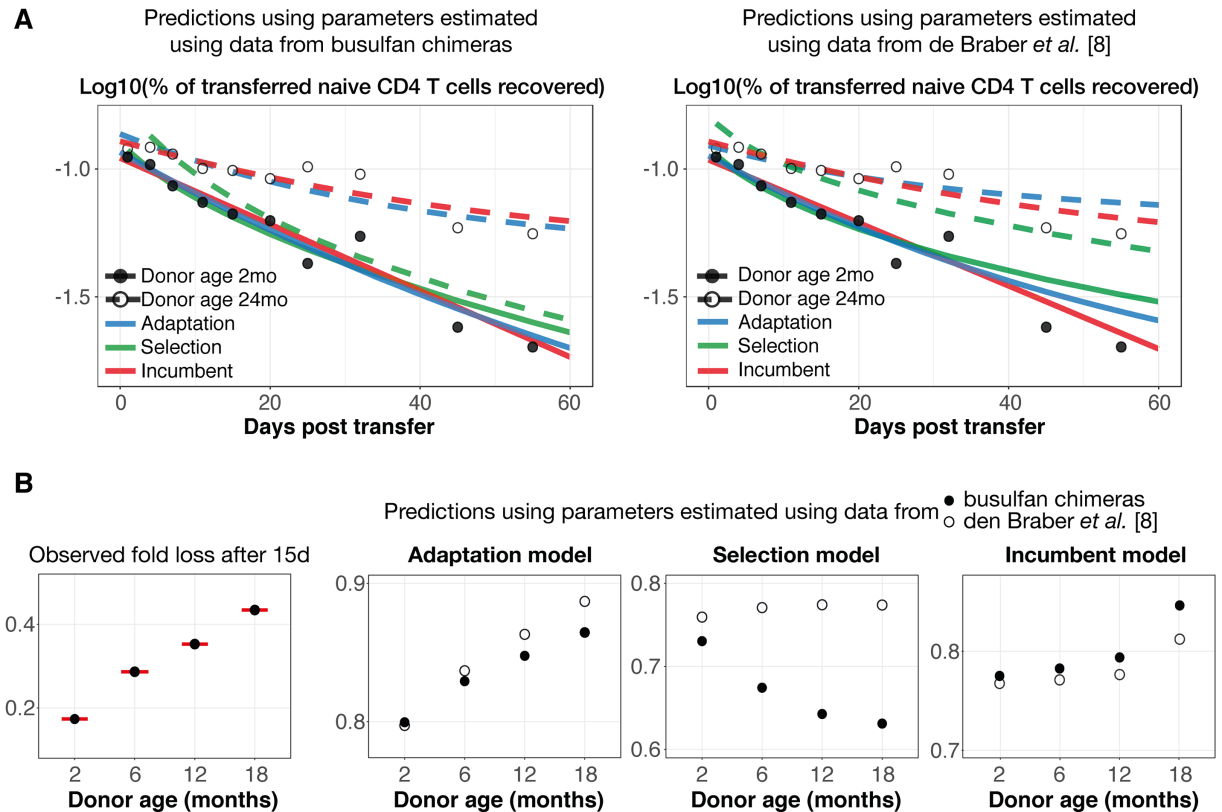 A
Predictions using parameters estimated
using data from busulfan chimeras
Log10(% of transferred naive CD4 T cells recovered)
-1.0
-1.5
Donor age 2mo
Donor age 24mo
Adaptation
Selection
Incumbent
0 20 40 60
Days post transfer
Predictions using parameters estimated
using data from de Braber et al. [8]
Log10(% of transferred naive CD4 T cells recovered)
-1.0
-1.5
Donor age 2mo
Donor age 24mo
Adaptation
Selection
Incumbent
0 20 40 60
Days post transfer
B
Predictions using parameters estimated using data from
busulfan chimeras
den Braber et al. [8]
Observed fold loss after 15d
0.4
0.2
2 6 12 18
Donor age (months)
Adaptation model
0.9
0.8
2 6 12 18
Donor age (months)
Selection model
0.8
0.7
0.6
2 6 12 18
Donor age (months)
Incumbent model
0.8
0.7
2 6 12 18
Donor age (months)